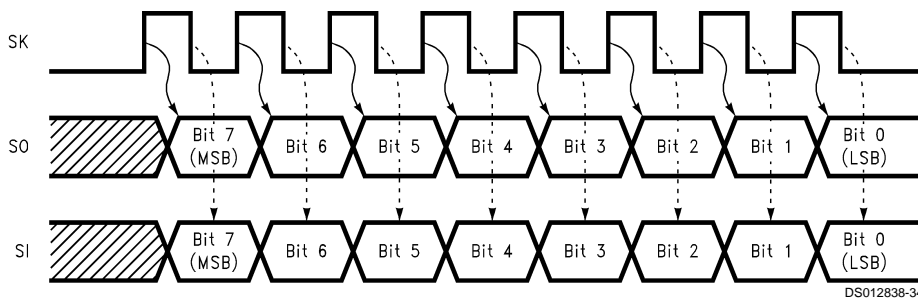 SK
SO
Bit 7
(MSB)
Bit 6
Bit 5
Bit 4
Bit 3
Bit 2
Bit 1
Bit 0
(LSB)
SI
Bit 7
(MSB)
Bit 6
Bit 5
Bit 4
Bit 3
Bit 2
Bit 1
Bit 0
(LSB)